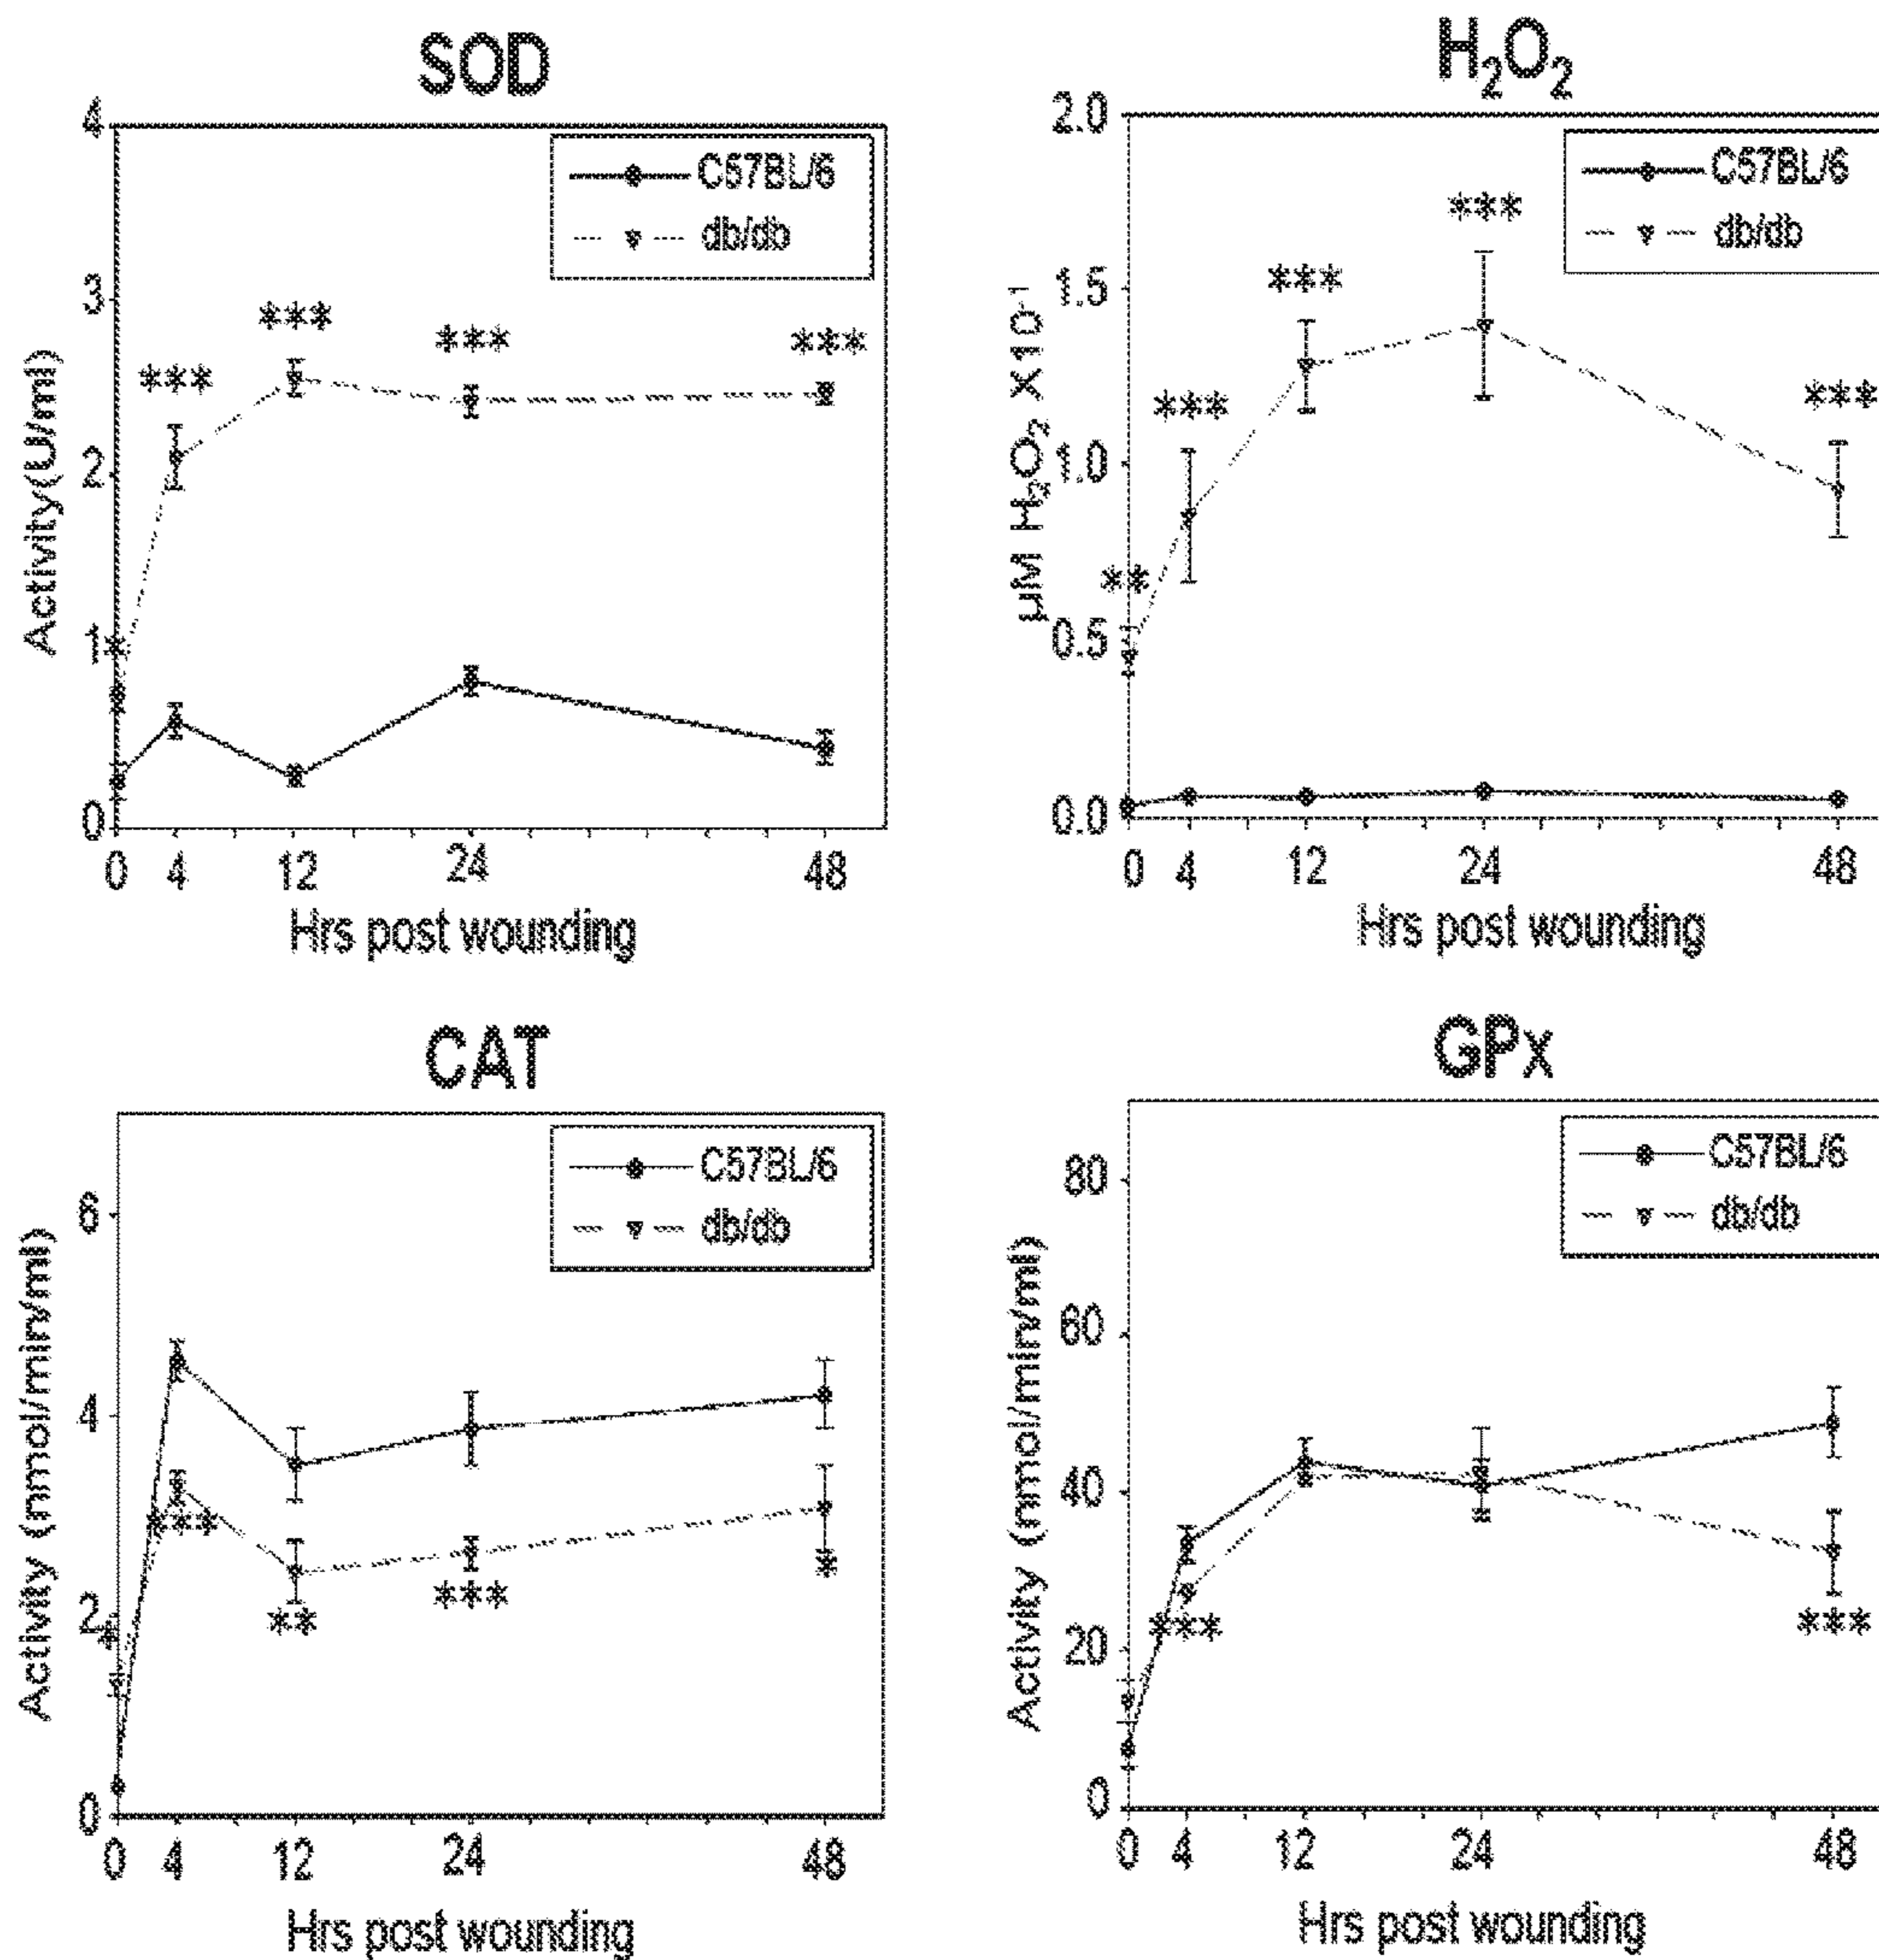 SOD
4
3
2
1
0
Activity(U/ml)
C57BL/6
db/db
***
***
***
***
*
0 4 12 24 48
Hrs post wounding
H₂O₂
2.0
1.5
1.0
0.5
0.0
µM H₂O₂ X10⁻¹
C57BL/6
db/db
***
***
***
***
**
0 4 12 24 48
Hrs post wounding
CAT
6
4
2
0
Activity (nmol/min/ml)
C57BL/6
db/db
*
***
**
***
*
0 4 12 24 48
Hrs post wounding
GPx
80
60
40
20
0
Activity (nmol/min/ml)
C57BL/6
db/db
***
***
0 4 12 24 48
Hrs post wounding